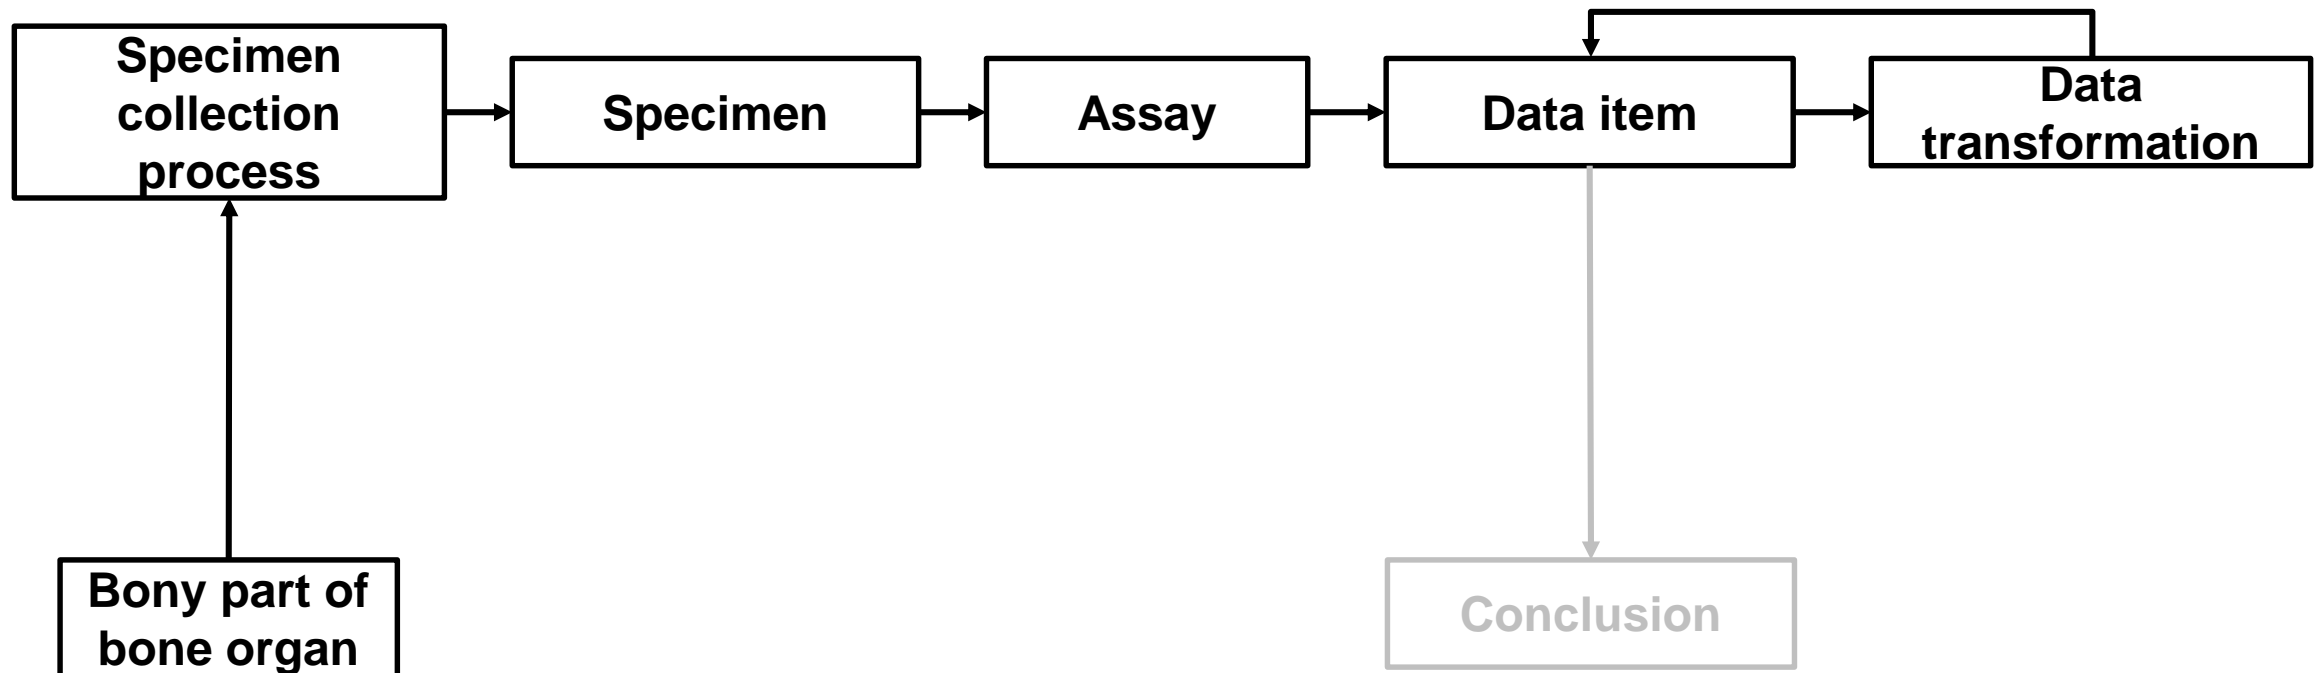 Specimen
collection
process
Specimen
Assay
Data item
Data
transformation
Bony part of
bone organ
Conclusion